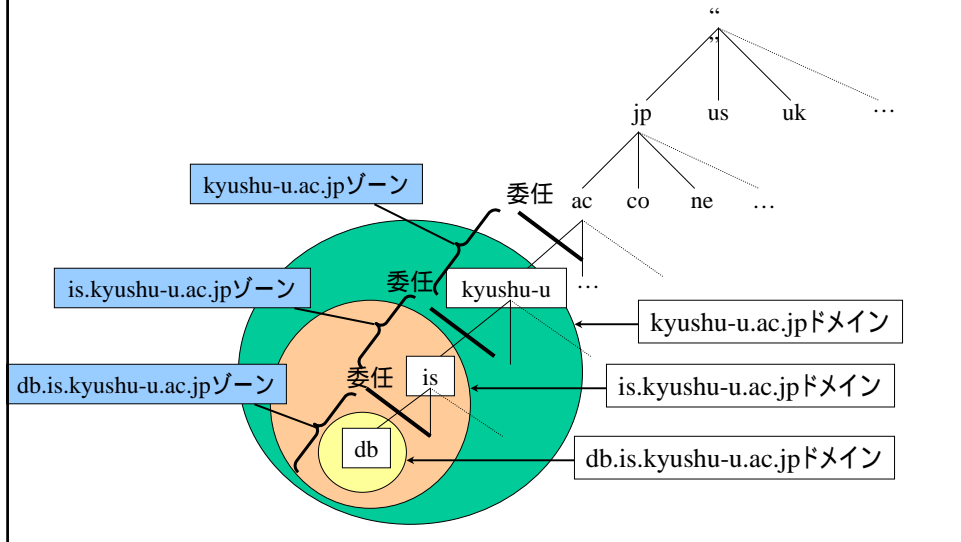 “
”
jp us uk …
kyushu-u.ac.jpゾーン
委任 ac co ne …
is.kyushu-u.ac.jpゾーン 委任 kyushu-u …
kyushu-u.ac.jpドメイン
db.is.kyushu-u.ac.jpゾーン 委任 is is.kyushu-u.ac.jpドメイン
db db.is.kyushu-u.ac.jpドメイン